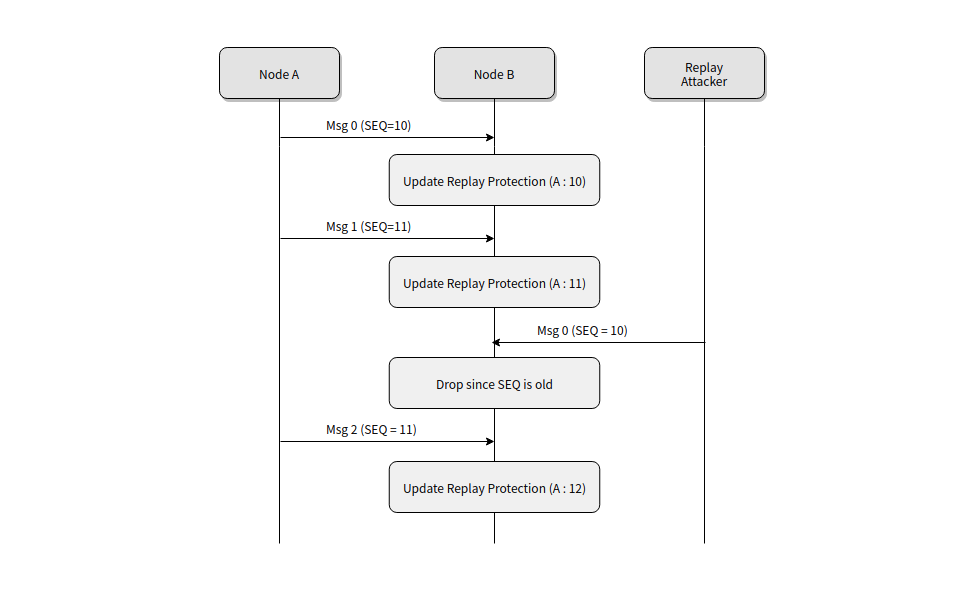 Node A
Node B
Replay
Attacker
Msg 0 (SEQ=10)
Update Replay Protection (A : 10)
Msg 1 (SEQ=11)
Update Replay Protection (A : 11)
Msg 0 (SEQ = 10)
Drop since SEQ is old
Msg 2 (SEQ = 11)
Update Replay Protection (A : 12)